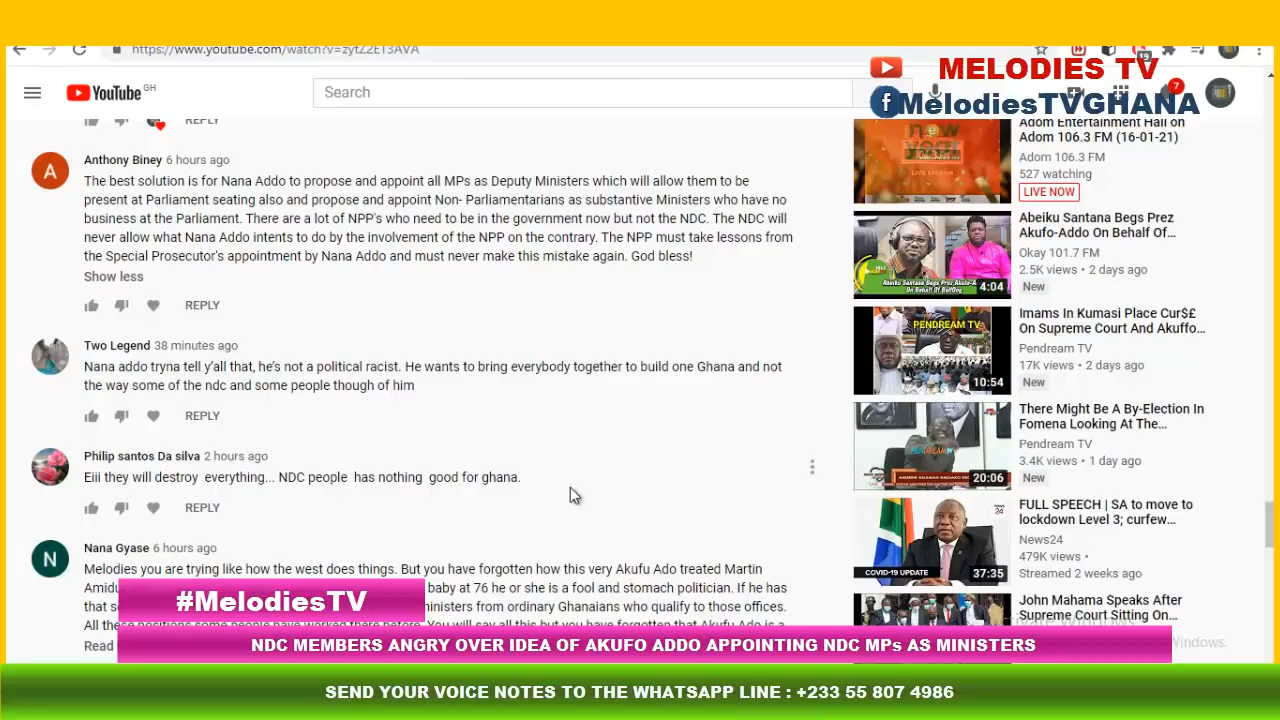 https://www.youtube.com/watch?v=zytZ2ET3AVA
MELODIES TV
MelodiesTVGHANA
YouTube GH
Search
7
REPLY
Anthony Biney 6 hours ago
The best solution is for Nana Addo to propose and appoint all MPs as Deputy Ministers which will allow them to be
present at Parliament seating also and propose and appoint Non- Parlamentarians as substantive Ministers who have no
business at the Parliament. There are a lot of NPP's who need to be in the government now but not the NDC. The NDC will
never allow what Nana Addo intents to do by the involvement of the NPP on the contrary. The NPP must take lessons from
the Special Prosecutor's appointment by Nana Addo and must never make this mistake again. God bless!
Show less
REPLY
Two Legend 38 minutes ago
Nana addo tryna tell y'all that, he's not a political racist. He wants to bring everybody together to build one Ghana and not
the way some of the ndc and some people though of him
REPLY
Philip santos Da silva 2 hours ago
Eiii they will destroy everything... NDC people has nothing good for ghana.
REPLY
Nana Gyase 6 hours ago
Melodies you are trying like how the west does things. But you have forgotten how this very Akufu Ado treated Martin
Amidu baby at 76 he or she is a fool and stomach politician. If he has
that ministers from ordinary Ghanaians who qualify to those offices.
Read
Adom Entertainment Hall on
Adom 106.3 FM (16-01-21)
Adom 106.3 FM
527 watching
LIVE NOW
Abeiku Santana Begs Prez
Akufo-Addo On Behalf Of...
Okay 101.7 FM
2.5K views • 2 days ago
New
4:04
Imams In Kumasi Place Cur$£
On Supreme Court And Akuffo...
Pendream TV
17K views • 2 days ago
New
PENDREAM TV
10:54
There Might Be A By-Election In
Fomena Looking At The...
Pendream TV
3.4K views • 1 day ago
New
20:06
FULL SPEECH | SA to move to
lockdown Level 3; curfew...
News24
479K views •
Streamed 2 weeks ago
COVID-19 UPDATE
37:35
John Mahama Speaks After
Supreme Court Sitting On
Windows.
#MelodiesTV
NDC MEMBERS ANGRY OVER IDEA OF AKUFO ADDO APPOINTING NDC MPs AS MINISTERS
SEND YOUR VOICE NOTES TO THE WHATSAPP LINE : +233 55 807 4986